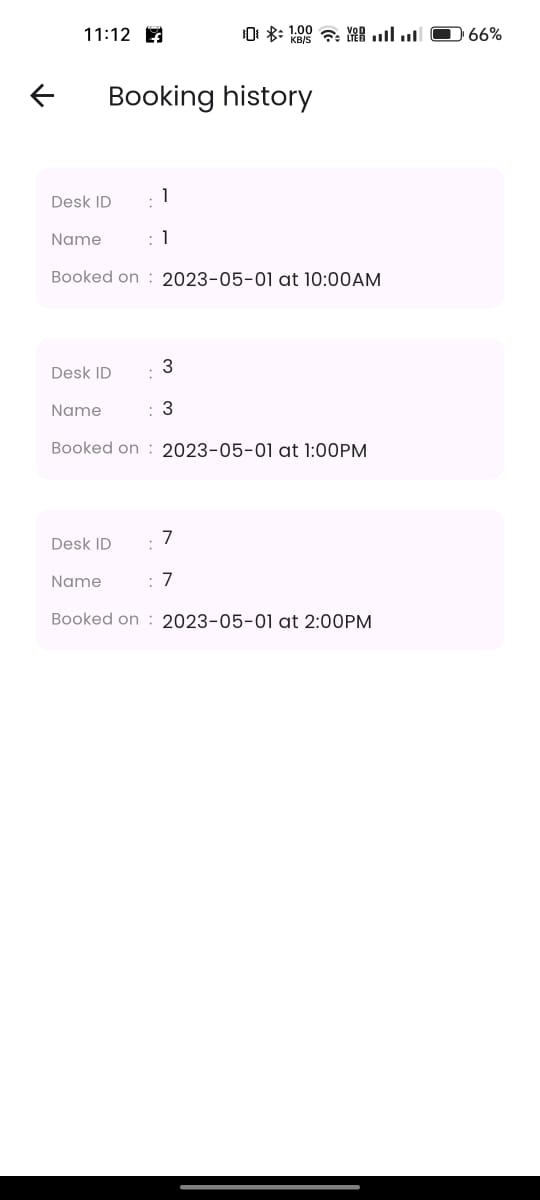 11:12 1.00 KB/S VoD LTE 66%
Booking history
Desk ID : 1
Name : 1
Booked on : 2023-05-01 at 10:00AM
Desk ID : 3
Name : 3
Booked on : 2023-05-01 at 1:00PM
Desk ID : 7
Name : 7
Booked on : 2023-05-01 at 2:00PM